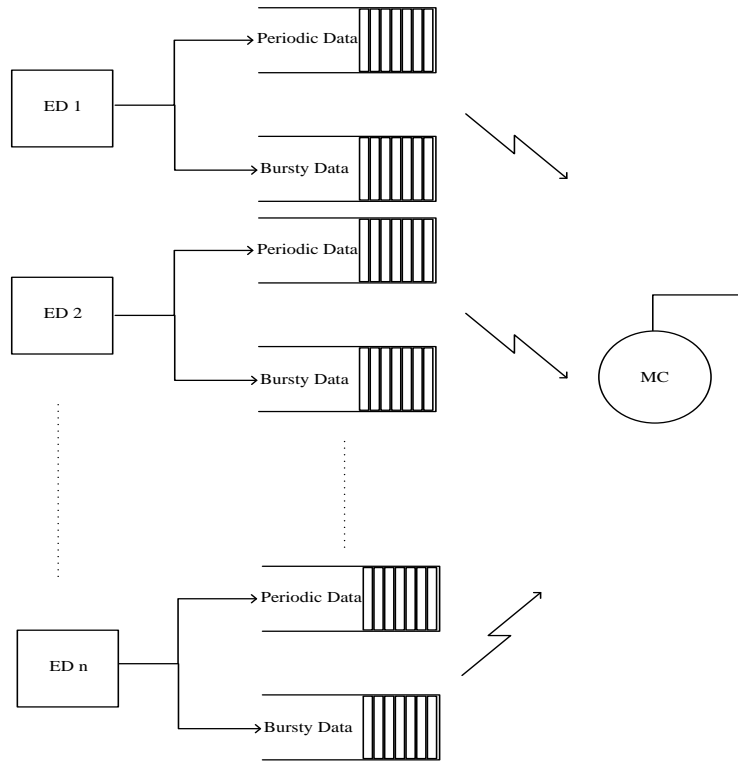 Periodic Data
ED 1
Bursty Data
Periodic Data
ED 2
Bursty Data
MC
Periodic Data
ED n
Bursty Data